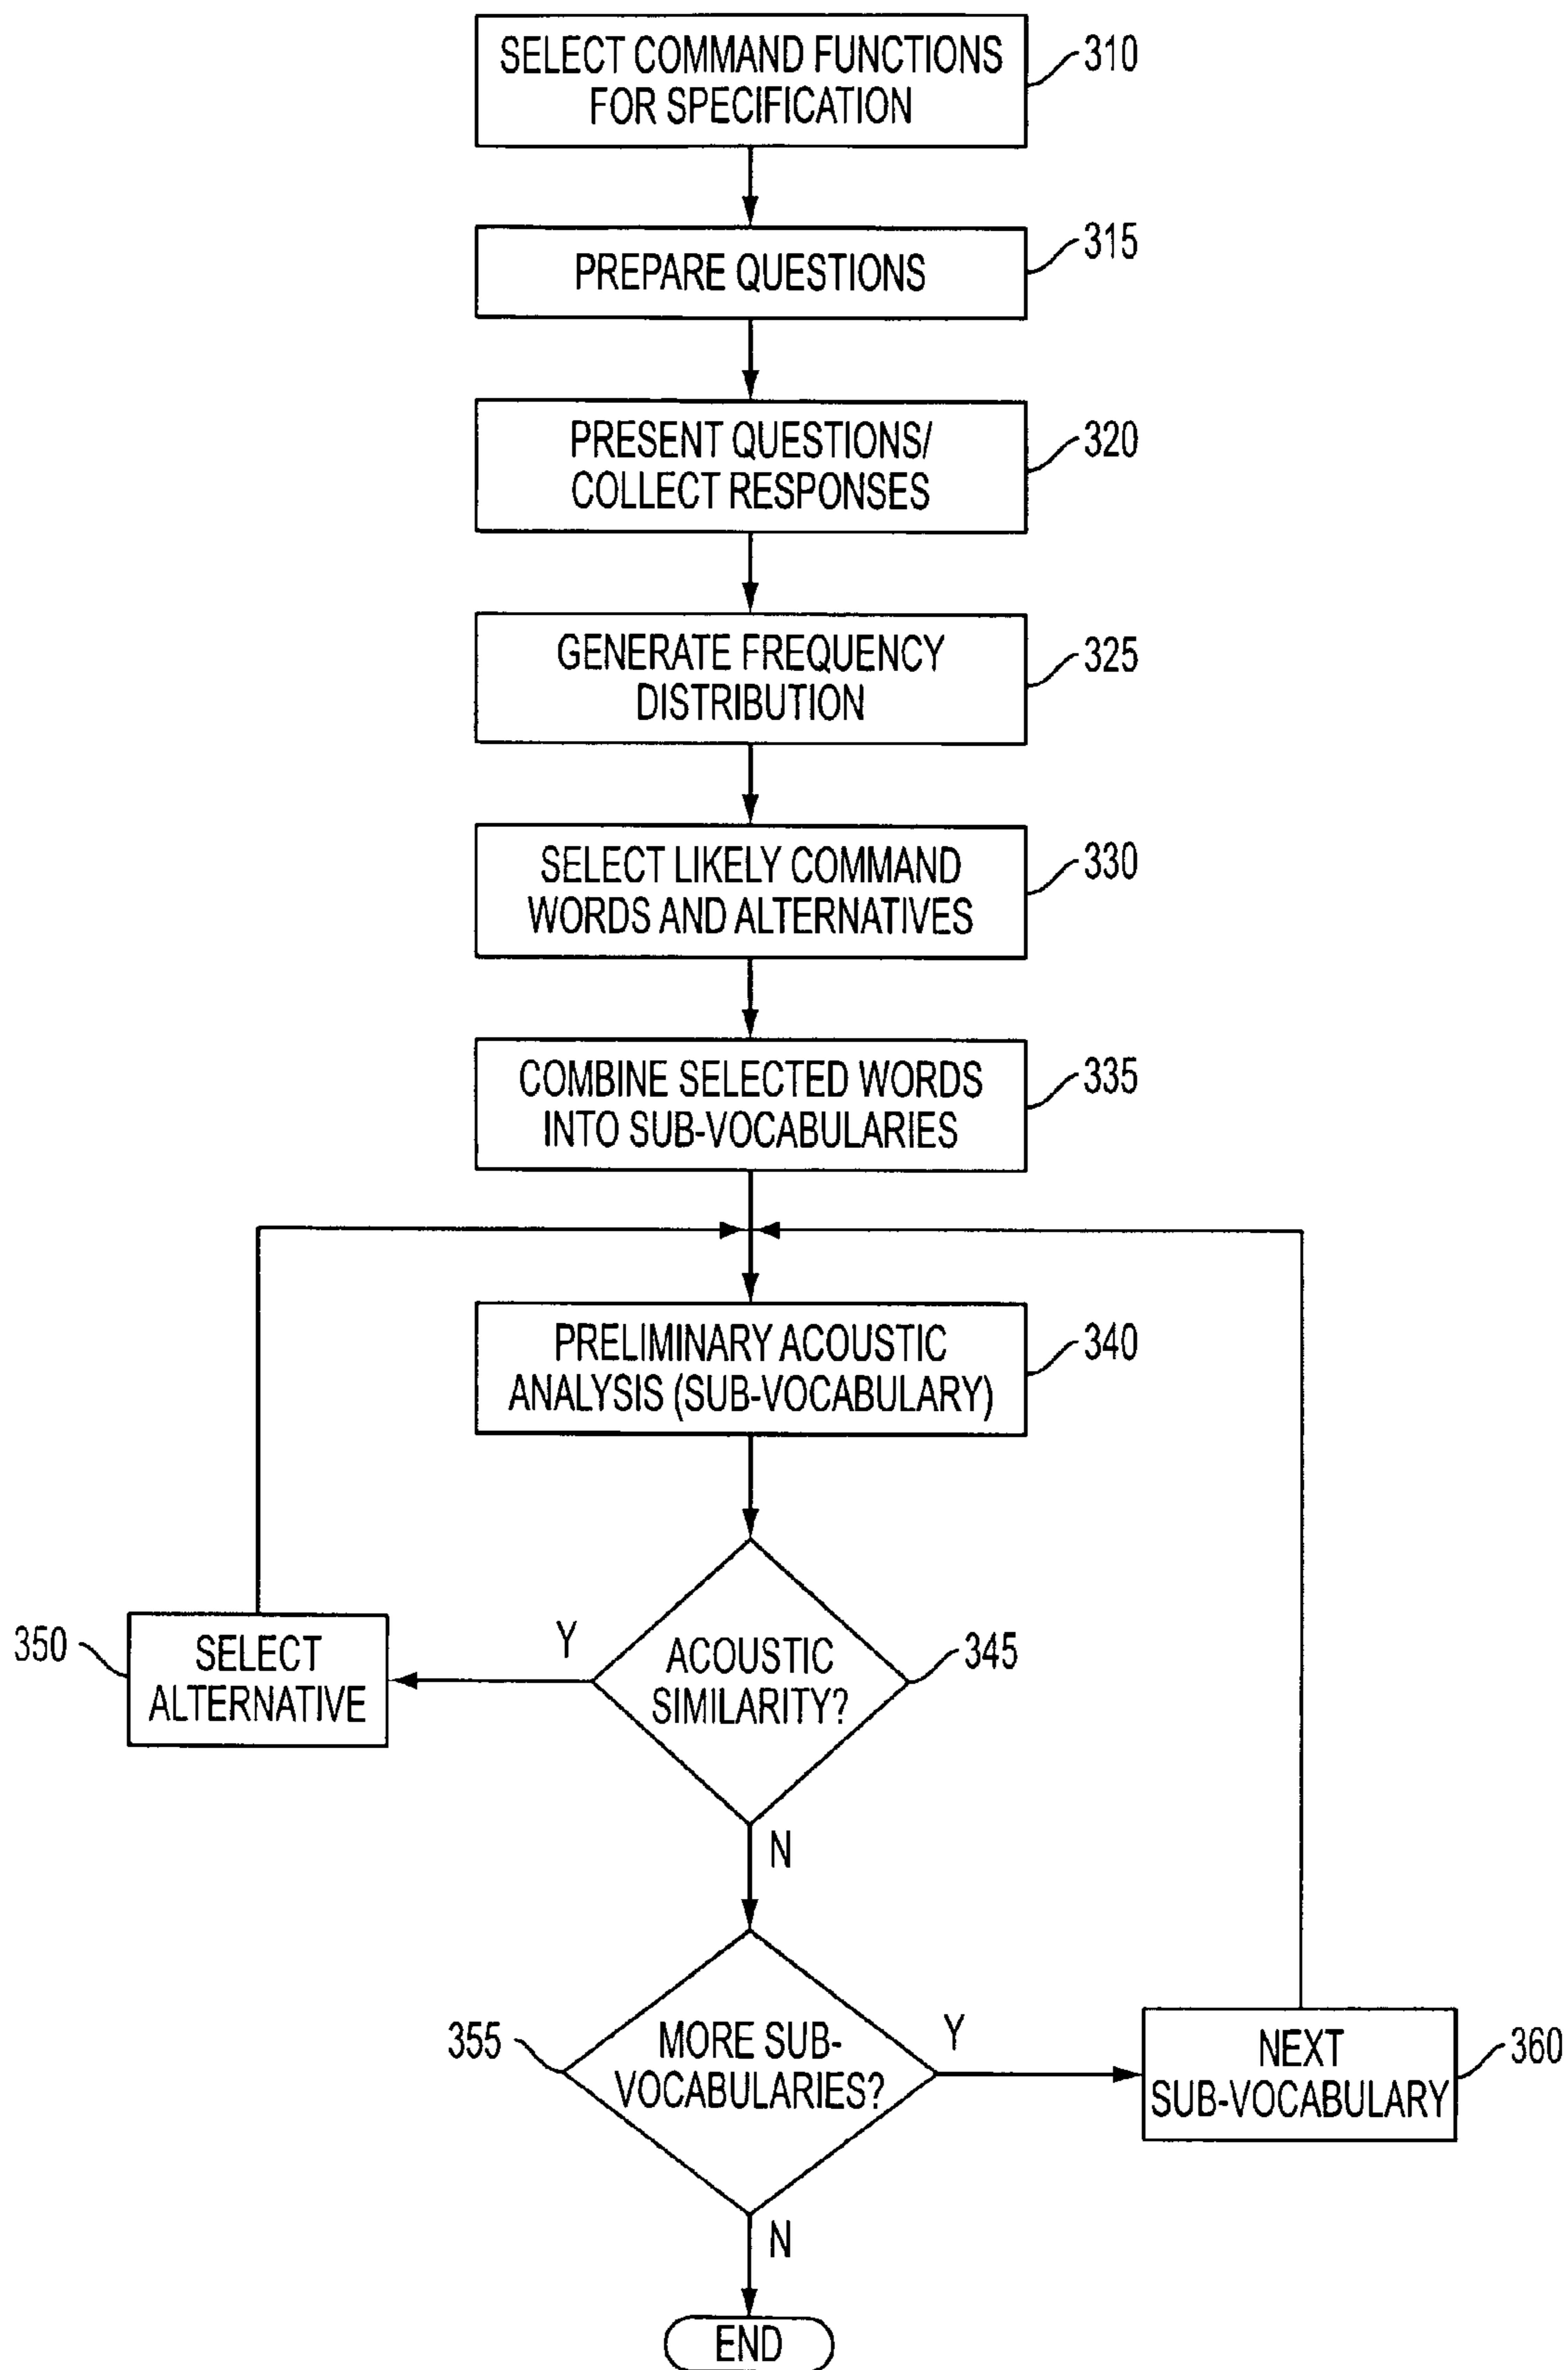 SELECT COMMAND FUNCTIONS
FOR SPECIFICATION
310
PREPARE QUESTIONS
315
PRESENT QUESTIONS/
COLLECT RESPONSES
320
GENERATE FREQUENCY
DISTRIBUTION
325
SELECT LIKELY COMMAND
WORDS AND ALTERNATIVES
330
COMBINE SELECTED WORDS
INTO SUB-VOCABULARIES
335
PRELIMINARY ACOUSTIC
ANALYSIS (SUB-VOCABULARY)
340
ACOUSTIC
SIMILARITY?
345
Y
350
SELECT
ALTERNATIVE
N
355
MORE SUB-
VOCABULARIES?
Y
NEXT
SUB-VOCABULARY
360
N
END